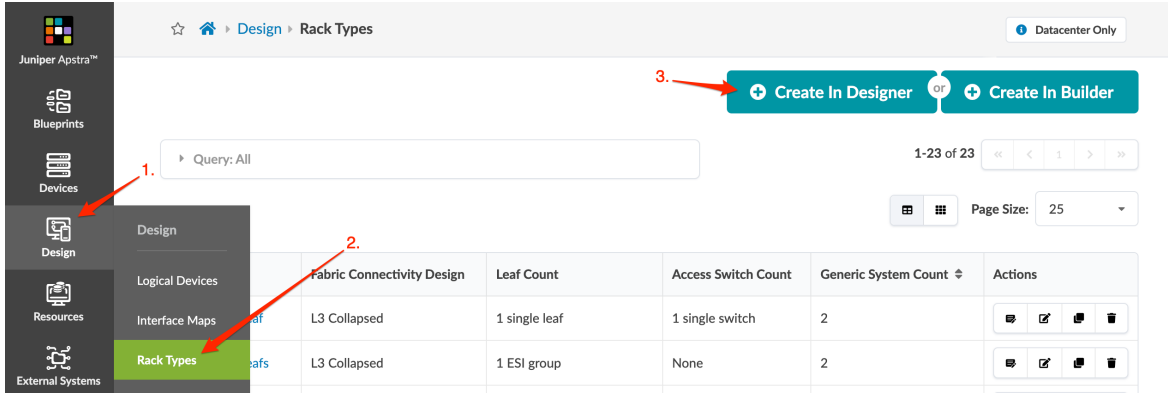 Juniper Apstra™
Blueprints
Devices
Design
Resources
External Systems
Design › Rack Types
Datacenter Only
3.
Create In Designer
or
Create In Builder
Query: All
1-23 of 23
« < 1 > »
1.
Page Size: 25
Design
2.
Logical Devices
Interface Maps
Rack Types
Fabric Connectivity Design Leaf Count Access Switch Count Generic System Count Actions
af L3 Collapsed 1 single leaf 1 single switch 2
eafs L3 Collapsed 1 ESI group None 2